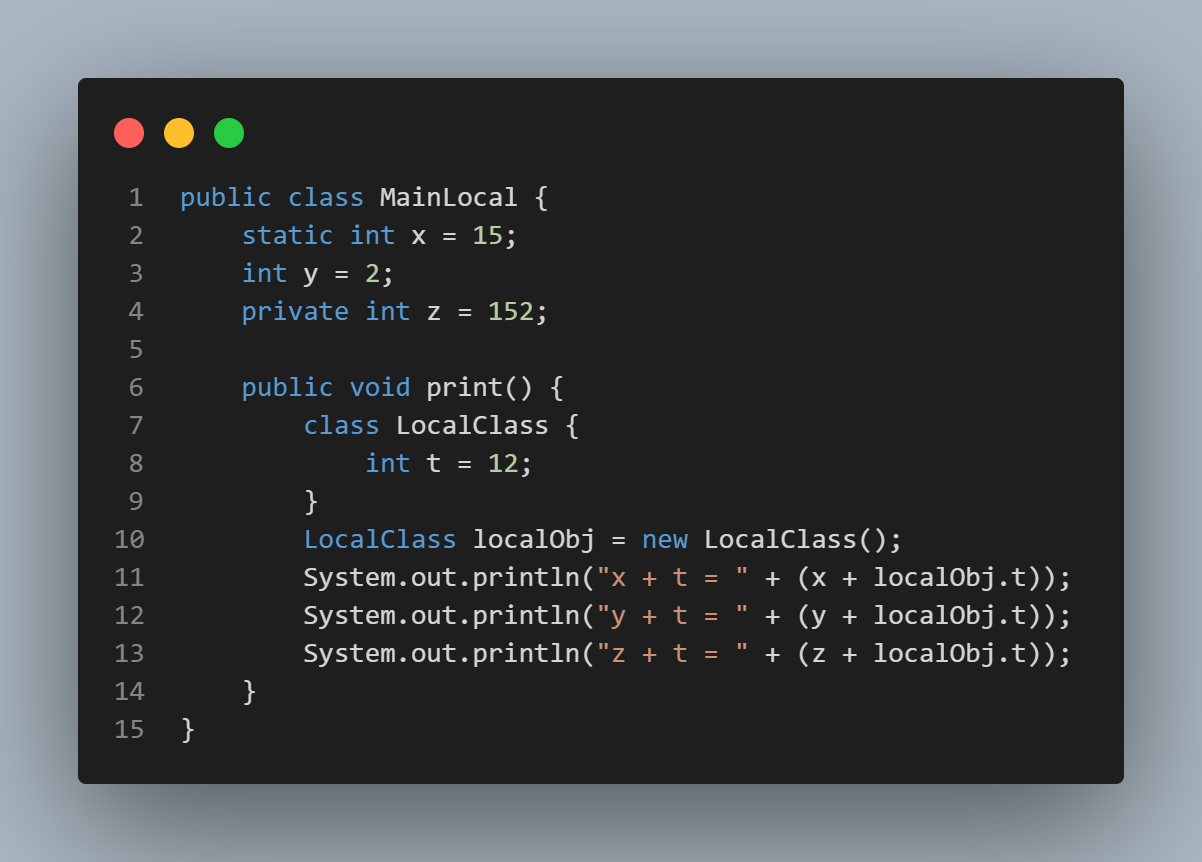 1 public class MainLocal {
2     static int x = 15;
3     int y = 2;
4     private int z = 152;
5
6     public void print() {
7         class LocalClass {
8             int t = 12;
9         }
10         LocalClass localObj = new LocalClass();
11         System.out.println("x + t = " + (x + localObj.t));
12         System.out.println("y + t = " + (y + localObj.t));
13         System.out.println("z + t = " + (z + localObj.t));
14     }
15 }